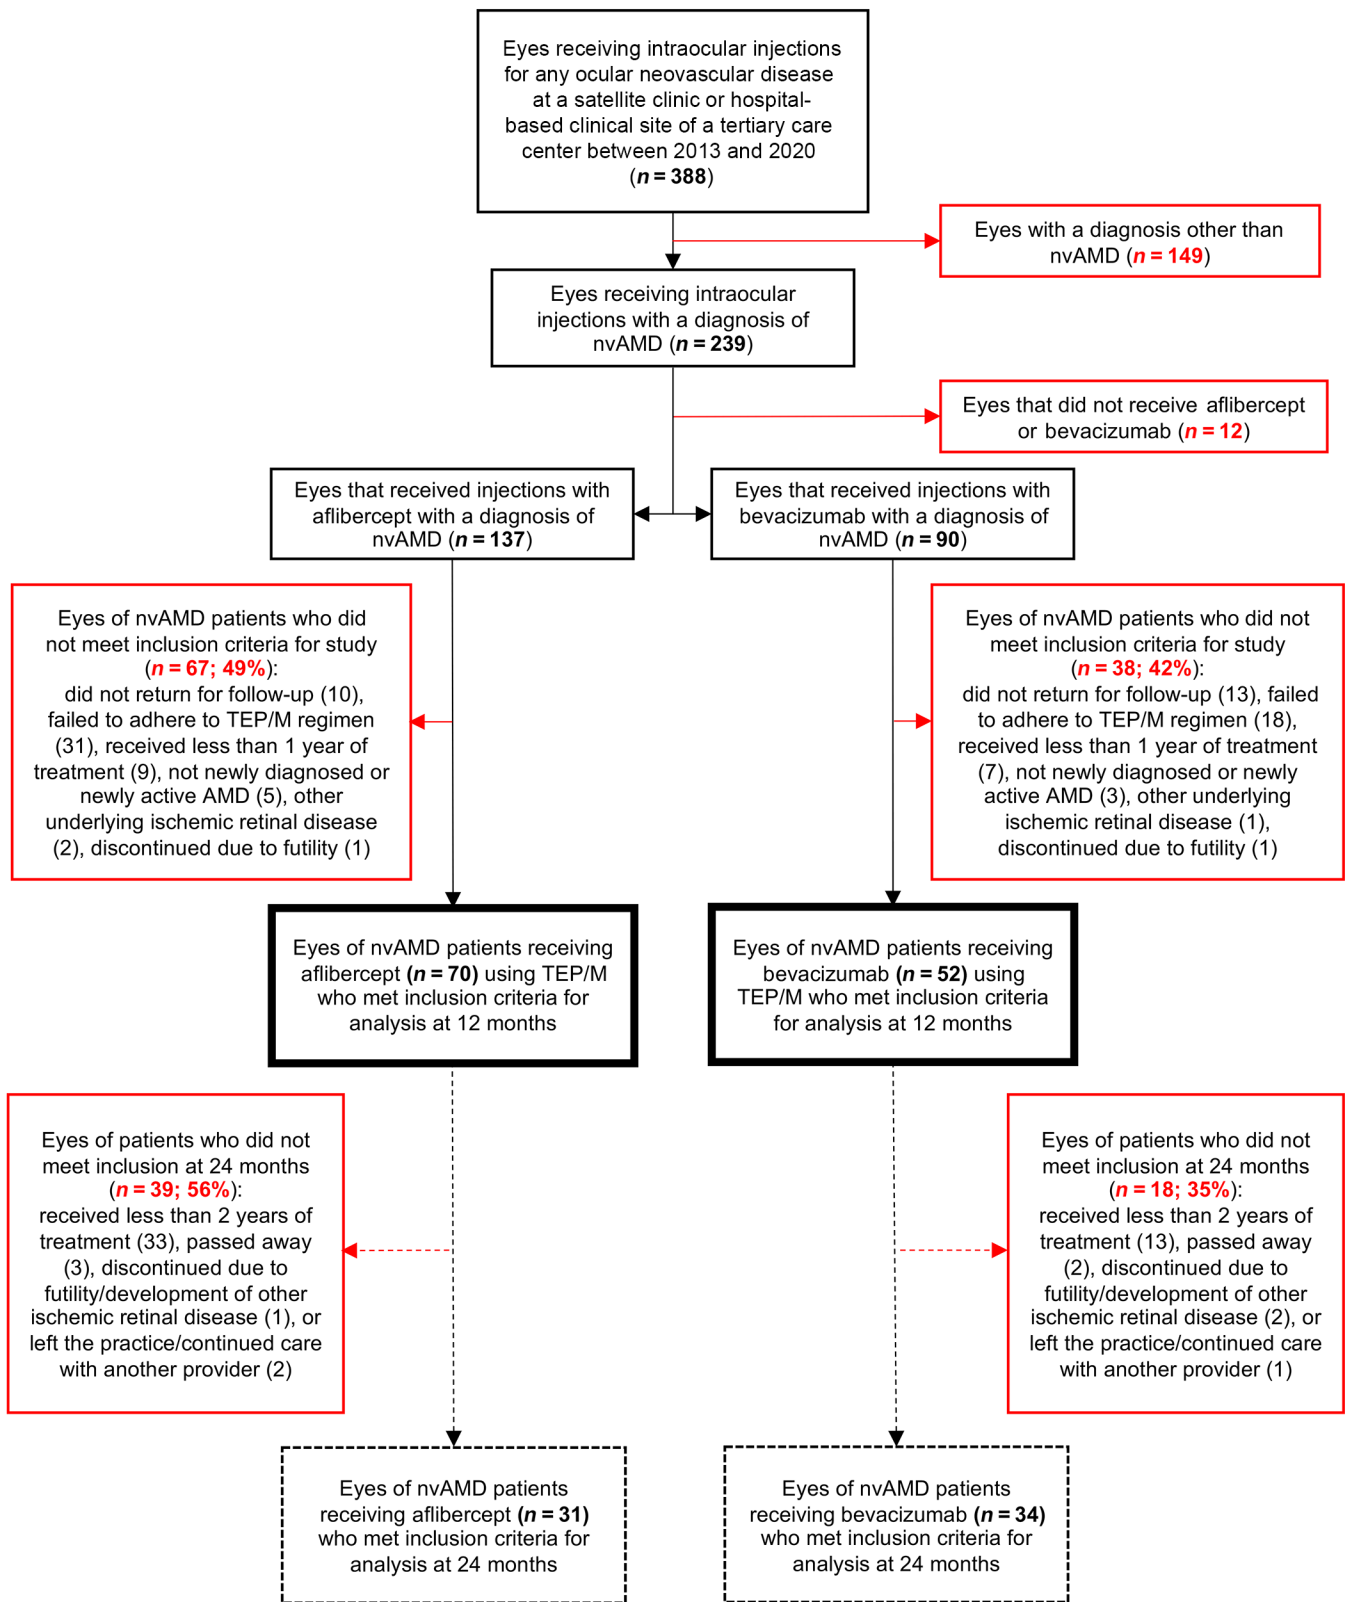 Eyes receiving intraocular injections
for any ocular neovascular disease
at a satellite clinic or hospital-
based clinical site of a tertiary care
center between 2013 and 2020
(n = 388)
Eyes with a diagnosis other than
nvAMD (n = 149)
Eyes receiving intraocular
injections with a diagnosis of
nvAMD (n = 239)
Eyes that did not receive aflibercept
or bevacizumab (n = 12)
Eyes that received injections with
aflibercept with a diagnosis of
nvAMD (n = 137)
Eyes that received injections with
bevacizumab with a diagnosis of
nvAMD (n = 90)
Eyes of nvAMD patients who did
not meet inclusion criteria for study
(n = 67; 49%):
did not return for follow-up (10),
failed to adhere to TEP/M regimen
(31), received less than 1 year of
treatment (9), not newly diagnosed or
newly active AMD (5), other
underlying ischemic retinal disease
(2), discontinued due to futility (1)
Eyes of nvAMD patients who did not
meet inclusion criteria for study
(n = 38; 42%):
did not return for follow-up (13), failed
to adhere to TEP/M regimen (18),
received less than 1 year of treatment
(7), not newly diagnosed or newly
active AMD (3), other underlying
ischemic retinal disease (1),
discontinued due to futility (1)
Eyes of nvAMD patients receiving
aflibercept (n = 70) using TEP/M
who met inclusion criteria for
analysis at 12 months
Eyes of nvAMD patients receiving
bevacizumab (n = 52) using
TEP/M who met inclusion criteria
for analysis at 12 months
Eyes of patients who did not
meet inclusion at 24 months
(n = 39; 56%):
received less than 2 years of
treatment (33), passed away
(3), discontinued due to
futility/development of other
ischemic retinal disease (1), or
left the practice/continued care
with another provider (2)
Eyes of patients who did not
meet inclusion at 24 months
(n = 18; 35%):
received less than 2 years of
treatment (13), passed away
(2), discontinued due to
futility/development of other
ischemic retinal disease (2), or
left the practice/continued care
with another provider (1)
Eyes of nvAMD patients
receiving aflibercept (n = 31)
who met inclusion criteria for
analysis at 24 months
Eyes of nvAMD patients
receiving bevacizumab (n = 34)
who met inclusion criteria for
analysis at 24 months